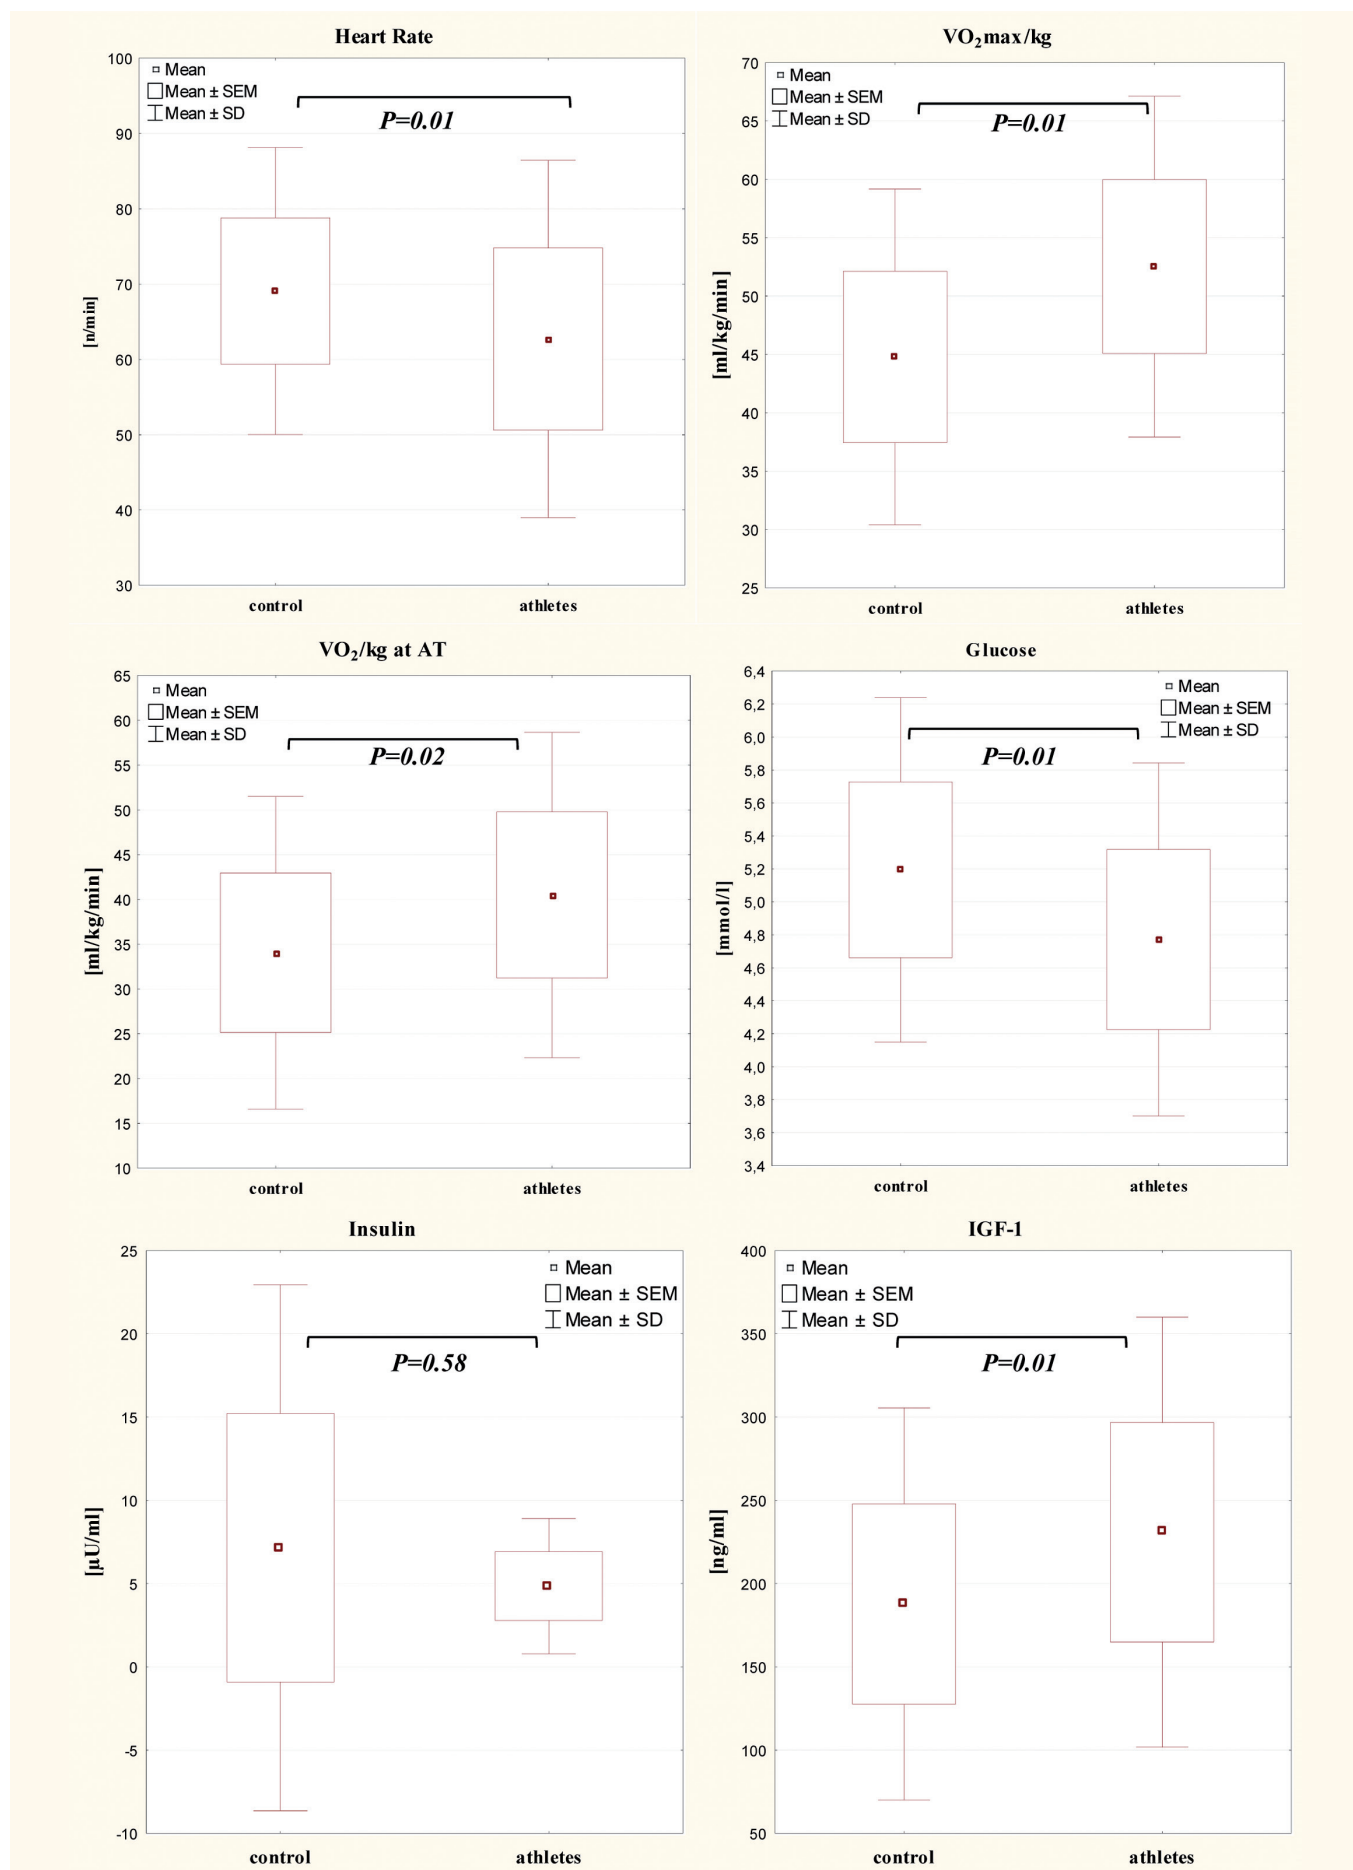 Heart Rate
100
90
80
70
60
50
40
30
[n/min]
Mean
Mean ± SEM
Mean ± SD
P=0.01
control athletes
VO₂max/kg
70
65
60
55
50
45
40
35
30
25
[ml/kg/min]
Mean
Mean ± SEM
Mean ± SD
P=0.01
control athletes
VO₂/kg at AT
65
60
55
50
45
40
35
30
25
20
15
10
[ml/kg/min]
Mean
Mean ± SEM
Mean ± SD
P=0.02
control athletes
Glucose
6,4
6,2
6,0
5,8
5,6
5,4
5,2
5,0
4,8
4,6
4,4
4,2
4,0
3,8
3,6
3,4
[mmol/l]
Mean
Mean ± SEM
Mean ± SD
P=0.01
control athletes
Insulin
25
20
15
10
5
0
-5
-10
[µU/ml]
Mean
Mean ± SEM
Mean ± SD
P=0.58
control athletes
IGF-1
400
350
300
250
200
150
100
50
[ng/ml]
Mean
Mean ± SEM
Mean ± SD
P=0.01
control athletes